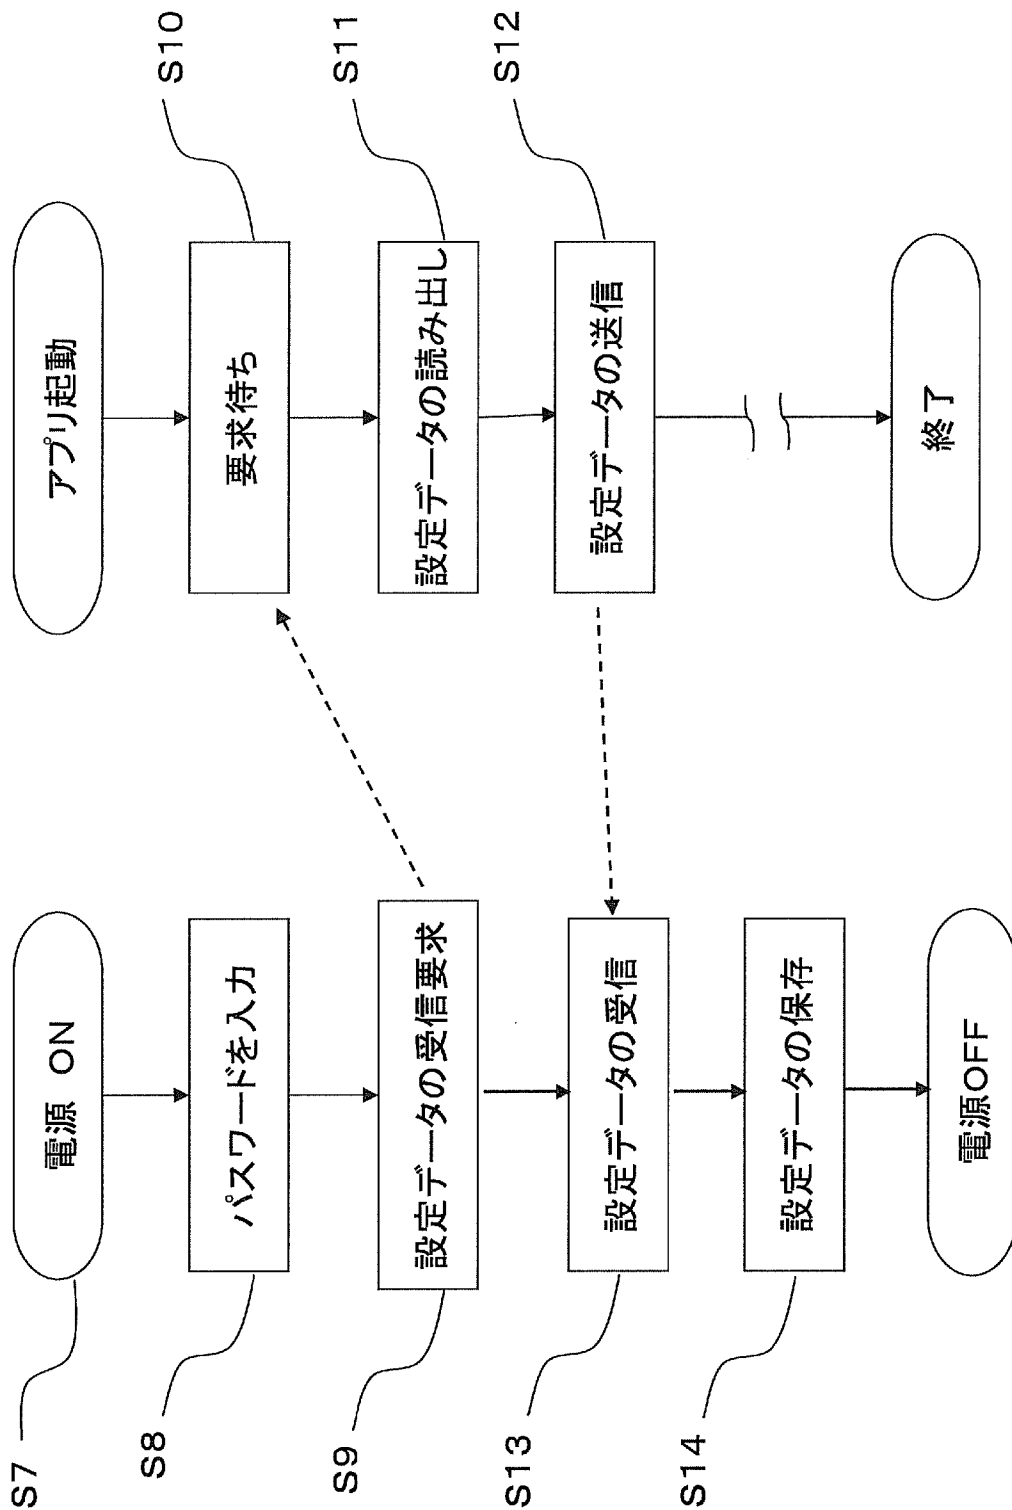 S7
電源 ON
S8
パスワードを入力
S9
設定データの受信要求
S13
設定データの受信
S14
設定データの保存
電源OFF
アプリ起動
S10
要求待ち
S11
設定データの読み出し
S12
設定データの送信
終了